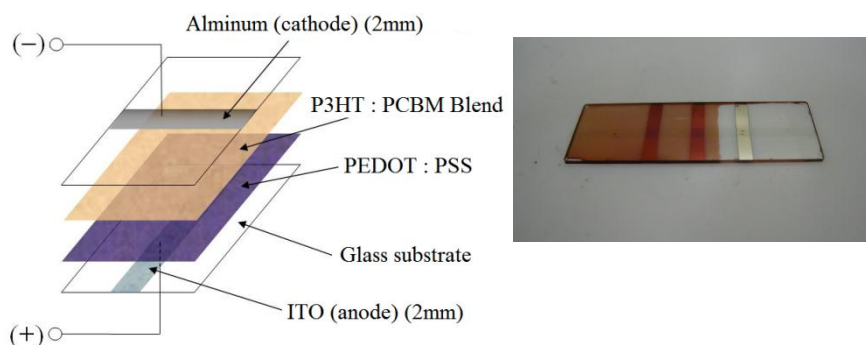 Alminum (cathode) (2mm)
(−)
P3HT : PCBM Blend
PEDOT : PSS
Glass substrate
ITO (anode) (2mm)
(+)